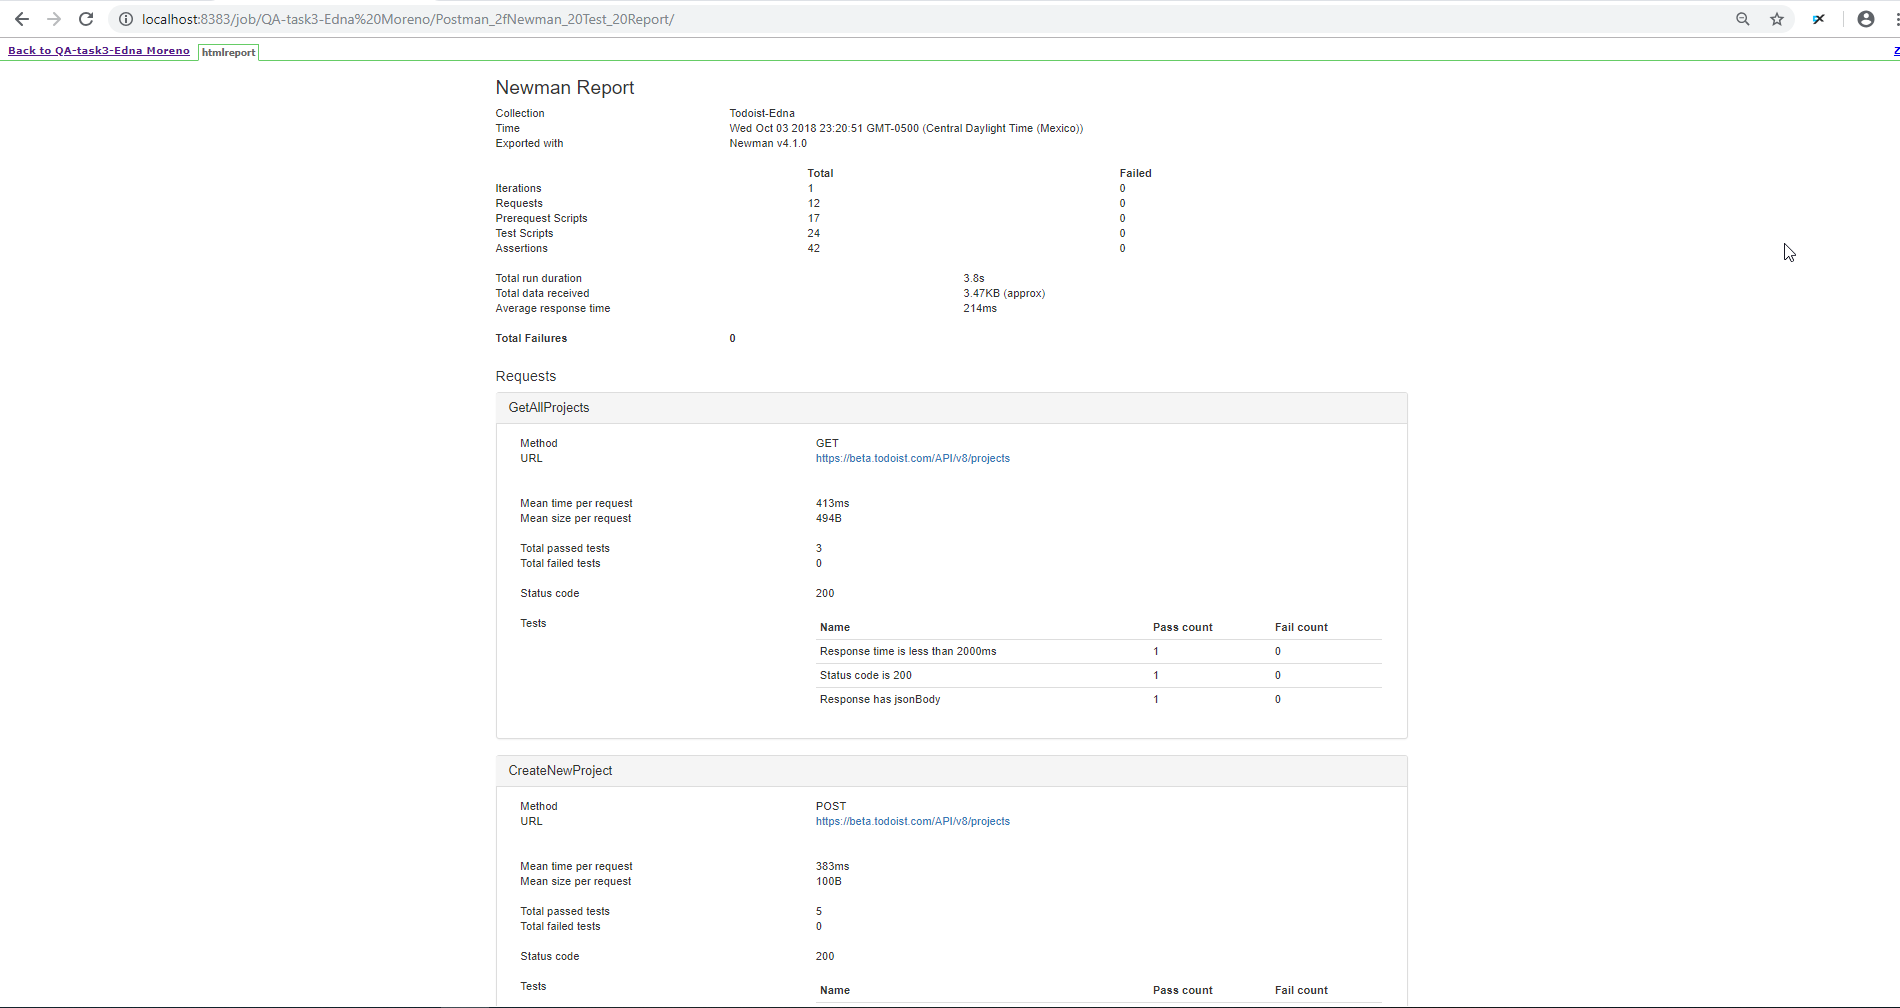 localhost:8383/job/QA-task3-Edna%20Moreno/Postman_2fNewman_20Test_20Report/
Back to QA-task3-Edna Moreno htmlreport Z
Newman Report
Collection Todoist-Edna
Time Wed Oct 03 2018 23:20:51 GMT-0500 (Central Daylight Time (Mexico))
Exported with Newman v4.1.0
Total Failed
Iterations 1 0
Requests 12 0
Prerequest Scripts 17 0
Test Scripts 24 0
Assertions 42 0
Total run duration 3.8s
Total data received 3.47KB (approx)
Average response time 214ms
Total Failures 0
Requests
GetAllProjects
Method GET
URL https://beta.todoist.com/API/v8/projects
Mean time per request 413ms
Mean size per request 494B
Total passed tests 3
Total failed tests 0
Status code 200
Tests Name Pass count Fail count
Response time is less than 2000ms 1 0
Status code is 200 1 0
Response has jsonBody 1 0
CreateNewProject
Method POST
URL https://beta.todoist.com/API/v8/projects
Mean time per request 383ms
Mean size per request 100B
Total passed tests 5
Total failed tests 0
Status code 200
Tests Name Pass count Fail count